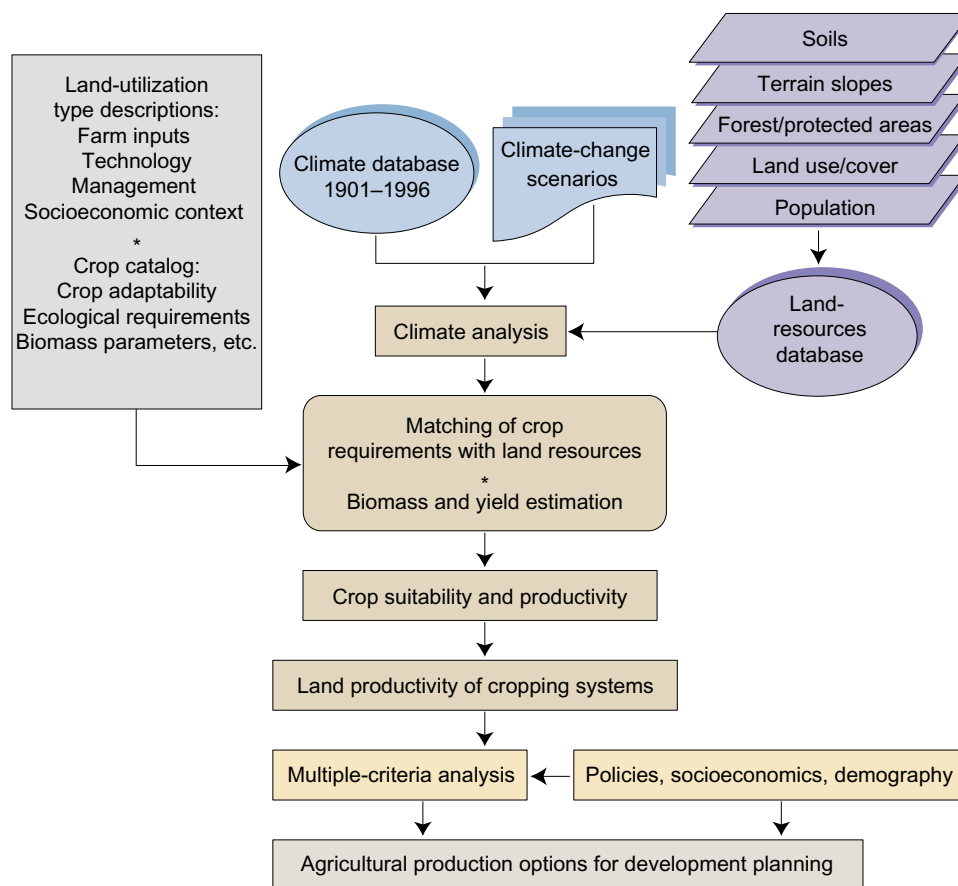 Land-utilization
type descriptions:
Farm inputs
Technology
Management
Socioeconomic context
*
Crop catalog:
Crop adaptability
Ecological requirements
Biomass parameters, etc.
Climate database
1901–1996
Climate-change
scenarios
Soils
Terrain slopes
Forest/protected areas
Land use/cover
Population
Land-
resources
database
Climate analysis
Matching of crop
requirements with land resources
*
Biomass and yield estimation
Crop suitability and productivity
Land productivity of cropping systems
Multiple-criteria analysis
Policies, socioeconomics, demography
Agricultural production options for development planning